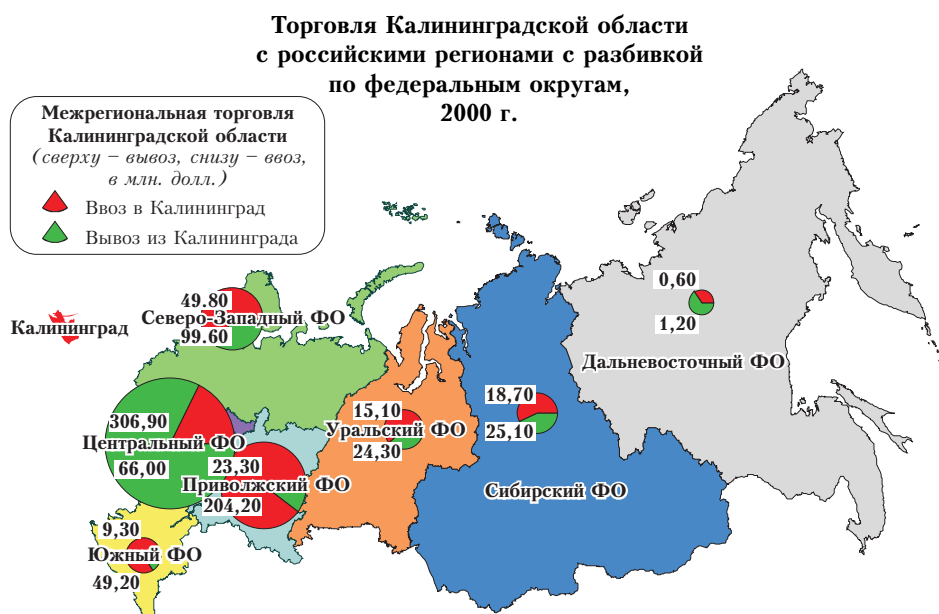 Торговля Калининградской области
с российскими регионами с разбивкой
по федеральным округам,
2000 г.
Межрегиональная торговля
Калининградской области
(сверху – вывоз, снизу – ввоз,
в млн. долл.)
Ввоз в Калининград
Вывоз из Калининграда
Калининград
49.80
Северо-Западный ФО
99.60
0,60
1,20
Дальневосточный ФО
306,90
Центральный ФО
66,00
15,10
Уральский ФО
24,30
18,70
25,10
Сибирский ФО
23,30
Приволжский ФО
204,20
9,30
Южный ФО
49,20